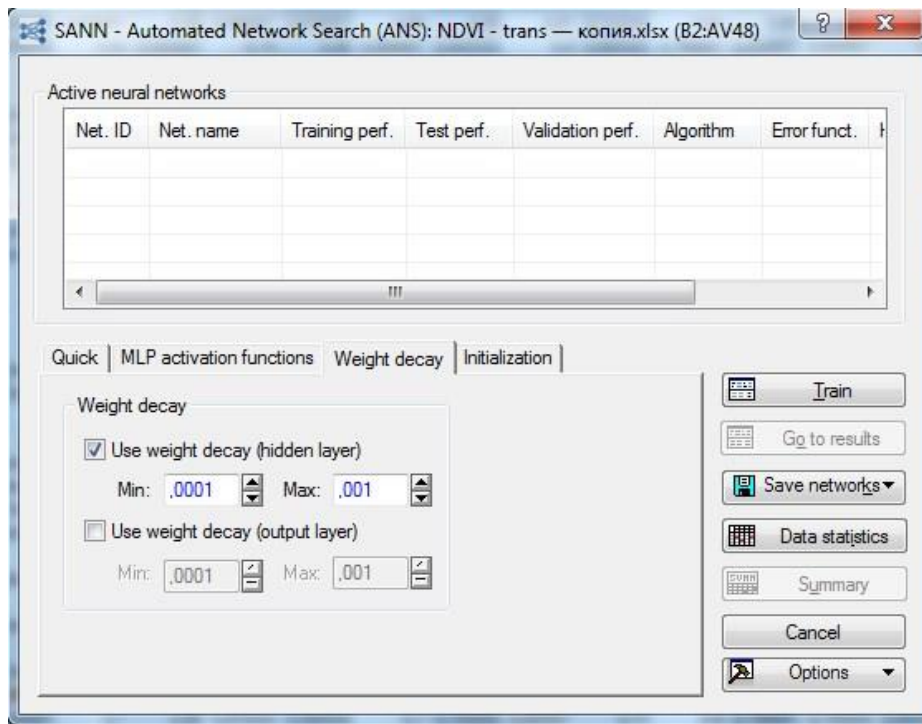 SANN - Automated Network Search (ANS): NDVI - trans — копия.xlsx (B2:AV48)
Active neural networks
Net. ID Net. name Training perf. Test perf. Validation perf. Algorithm Error funct.
Quick MLP activation functions Weight decay Initialization
Weight decay
Use weight decay (hidden layer)
Min: ,0001 Max: ,001
Use weight decay (output layer)
Min: ,0001 Max: ,001
Train
Go to results
Save networks
Data statistics
Summary
Cancel
Options